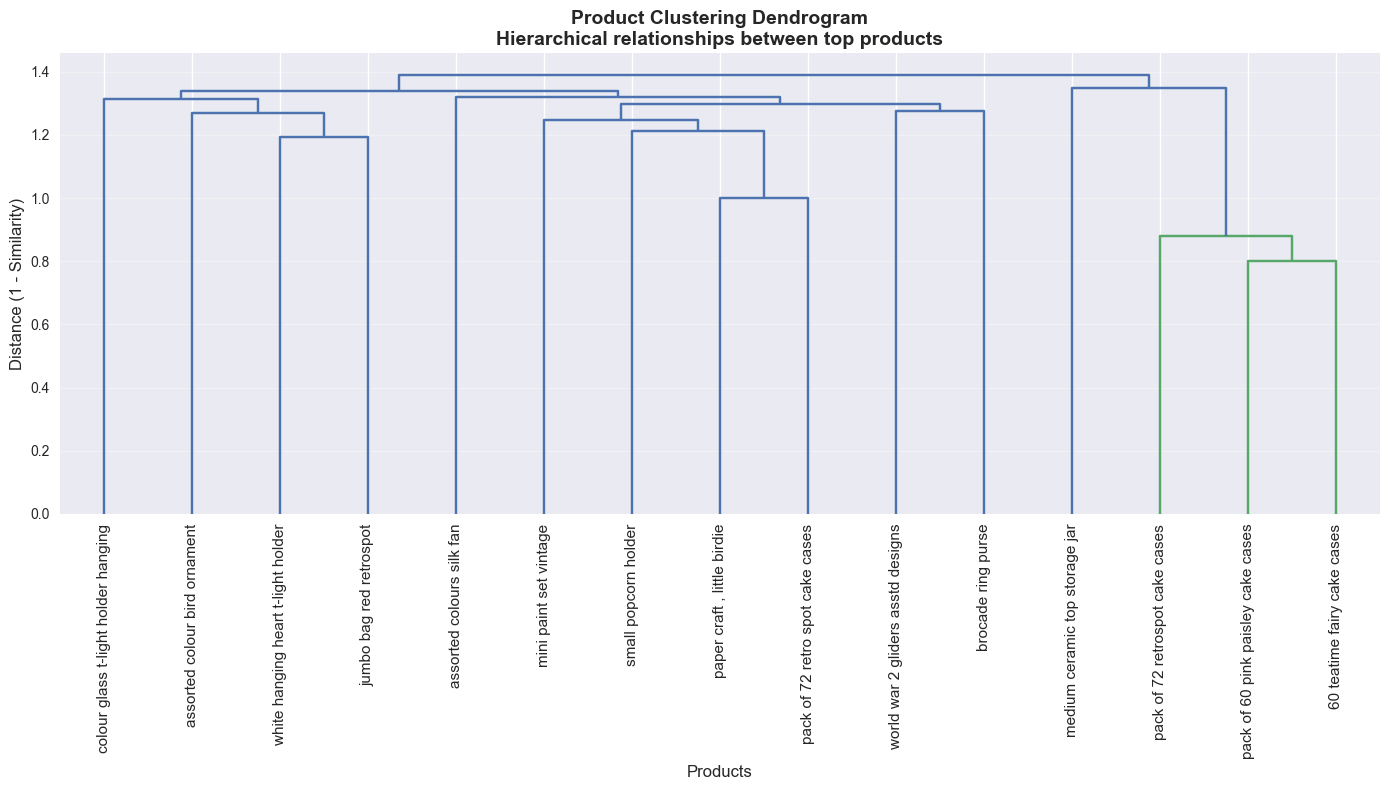 Product Clustering Dendrogram
Hierarchical relationships between top products
Distance (1 - Similarity)
1.4
1.2
1.0
0.8
0.6
0.4
0.2
0.0
colour glass t-light holder hanging
assorted colour bird ornament
white hanging heart t-light holder
jumbo bag red retrospot
assorted colours silk fan
mini paint set vintage
small popcorn holder
paper craft , little birdie
pack of 72 retro spot cake cases
world war 2 gliders asstd designs
brocade ring purse
medium ceramic top storage jar
pack of 72 retrospot cake cases
pack of 60 pink paisley cake cases
60 teatime fairy cake cases
Products